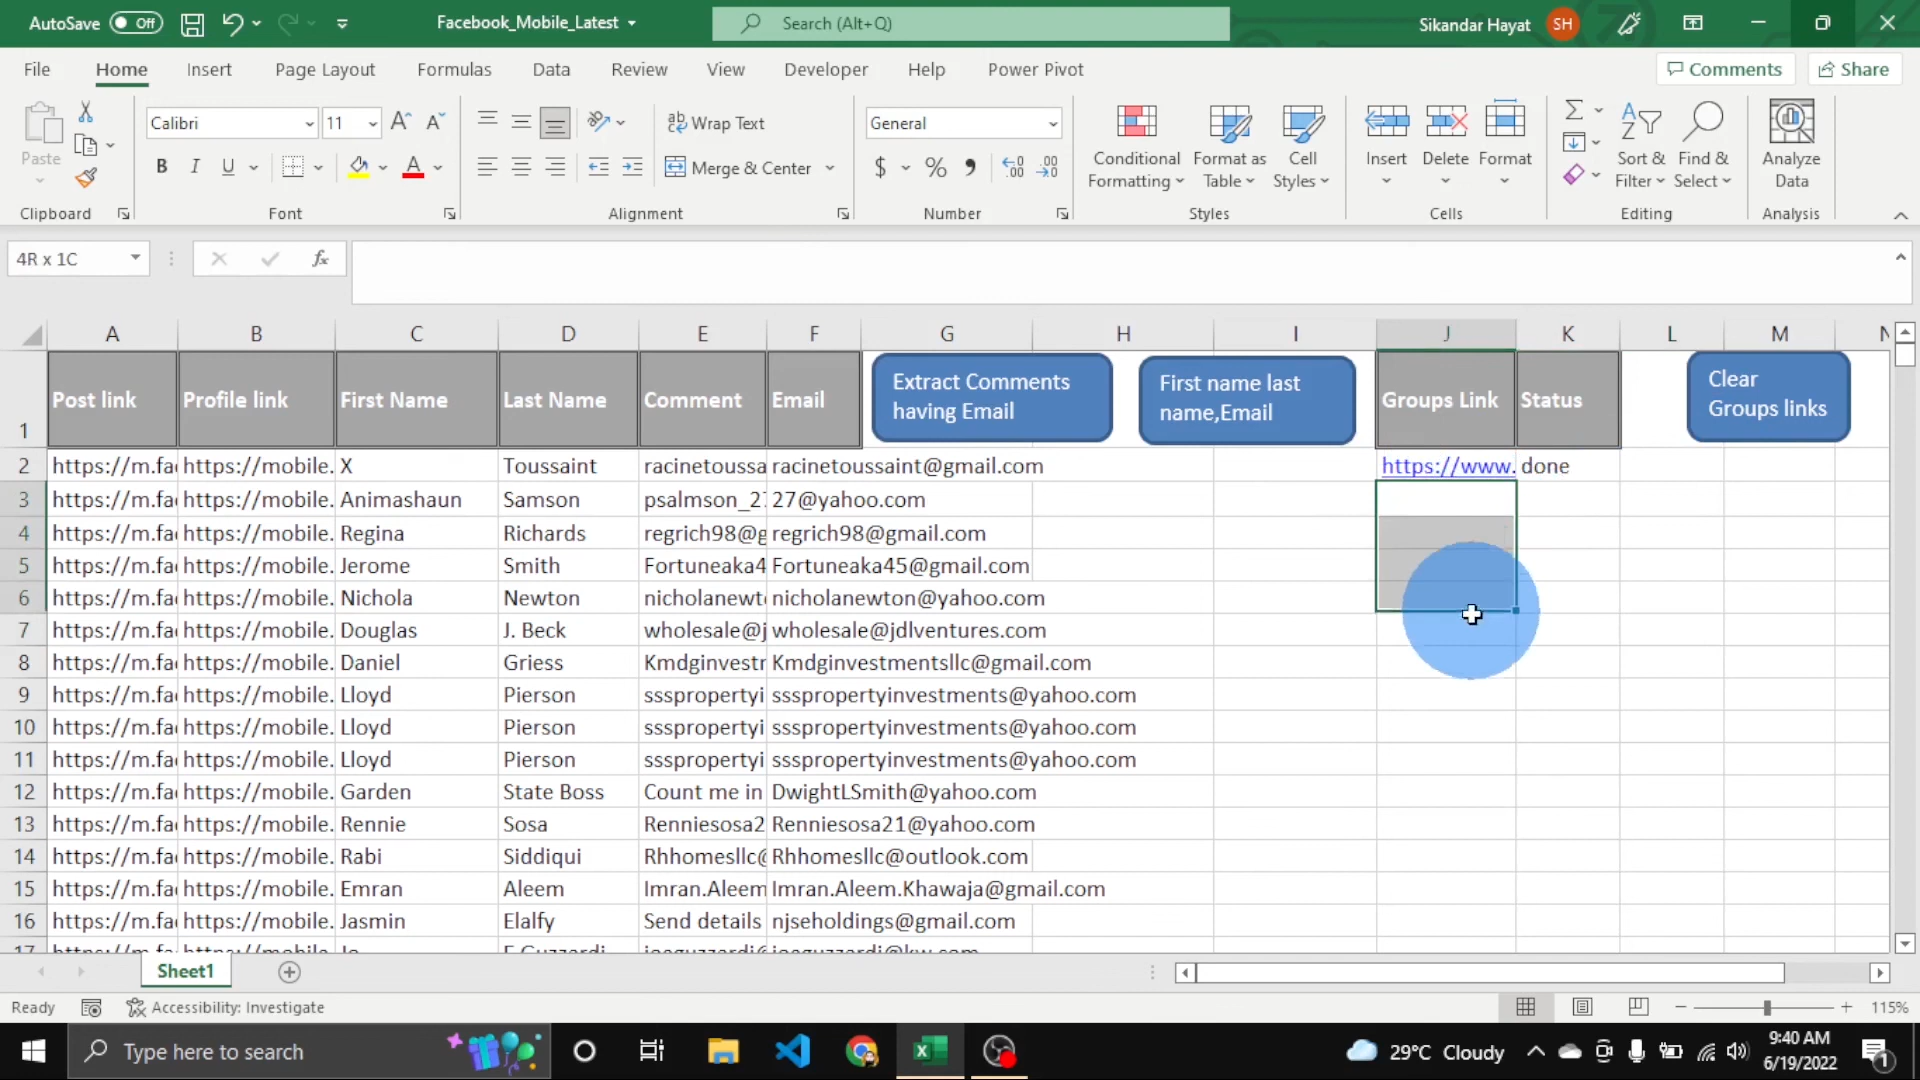 AutoSave Off Facebook_Mobile_Latest Search (Alt+Q) Sikandar Hayat SH
File Home Insert Page Layout Formulas Data Review View Developer Help Power Pivot Comments Share
Paste
Clipboard
Calibri 11
B I U
Font
Wrap Text
Merge & Center
Alignment
General
$ % ,
Number
Conditional Formatting
Format as Table
Cell Styles
Styles
Insert Delete Format
Cells
Sort & Filter
Find & Select
Editing
Analyze Data
Analysis
4R x 1C fx
A B C D E F G H I J K L M
1 Post link Profile link First Name Last Name Comment Email Extract Comments having Email First name last name,Email Groups Link Status Clear Groups links
2 https://m.fa https://mobile. X Toussaint racinetoussa racinetoussaint@gmail.com https://www. done
3 https://m.fa https://mobile. Animashaun Samson psalmson_2 27@yahoo.com
4 https://m.fa https://mobile. Regina Richards regrich98@g regrich98@gmail.com
5 https://m.fa https://mobile. Jerome Smith Fortuneaka4 Fortuneaka45@gmail.com
6 https://m.fa https://mobile. Nichola Newton nicholanewt nicholanewton@yahoo.com
7 https://m.fa https://mobile. Douglas J. Beck wholesale@j wholesale@jdlventures.com
8 https://m.fa https://mobile. Daniel Griess Kmdginvestr Kmdginvestmentsllc@gmail.com
9 https://m.fa https://mobile. Lloyd Pierson ssspropertyi ssspropertyinvestments@yahoo.com
10 https://m.fa https://mobile. Lloyd Pierson ssspropertyi ssspropertyinvestments@yahoo.com
11 https://m.fa https://mobile. Lloyd Pierson ssspropertyi ssspropertyinvestments@yahoo.com
12 https://m.fa https://mobile. Garden State Boss Count me in DwightLSmith@yahoo.com
13 https://m.fa https://mobile. Rennie Sosa Renniesosa2 Renniesosa21@yahoo.com
14 https://m.fa https://mobile. Rabi Siddiqui Rhhomesllc@ Rhhomesllc@outlook.com
15 https://m.fa https://mobile. Emran Aleem Imran.Aleem Imran.Aleem.Khawaja@gmail.com
16 https://m.fa https://mobile. Jasmin Elalfy Send details njseholdings@gmail.com
Sheet1
Ready Accessibility: Investigate 115%
Type here to search 29°C Cloudy 9:40 AM
6/19/2022
1